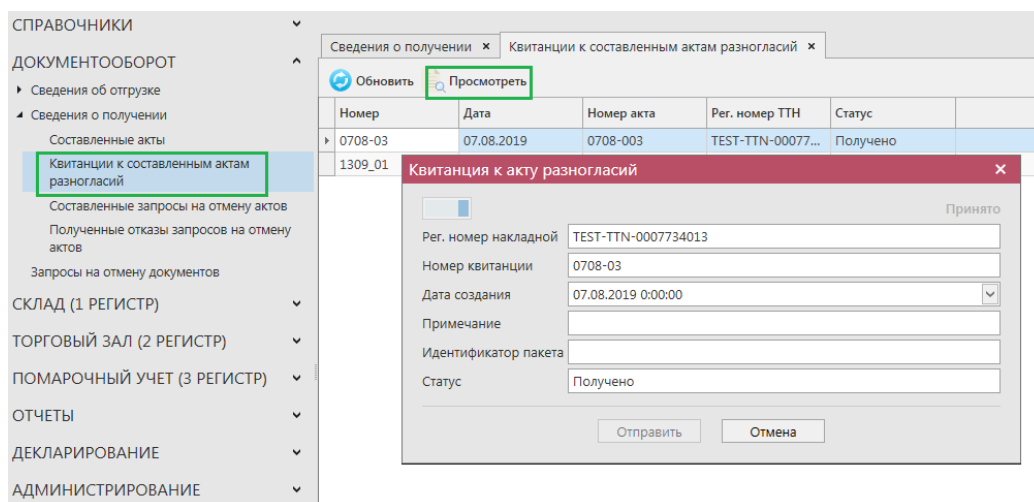 СПРАВОЧНИКИ
ДОКУМЕНТООБОРОТ
Сведения об отгрузке
Сведения о получении
Составленные акты
Квитанции к составленным актам
разногласий
Составленные запросы на отмену актов
Полученные отказы запросов на отмену
актов
Запросы на отмену документов
СКЛАД (1 РЕГИСТР)
ТОРГОВЫЙ ЗАЛ (2 РЕГИСТР)
ПОМАРОЧНЫЙ УЧЕТ (3 РЕГИСТР)
ОТЧЕТЫ
ДЕКЛАРИРОВАНИЕ
АДМИНИСТРИРОВАНИЕ
Сведения о получении × Квитанции к составленным актам разногласий ×
Обновить Просмотреть
Номер Дата Номер акта Рег. номер ТТН Статус
0708-03 07.08.2019 0708-003 TEST-TTN-00077... Получено
1309_01
Квитанция к акту разногласий ×
Принято
Рег. номер накладной TEST-TTN-0007734013
Номер квитанции 0708-03
Дата создания 07.08.2019 0:00:00
Примечание
Идентификатор пакета
Статус Получено
Отправить Отмена